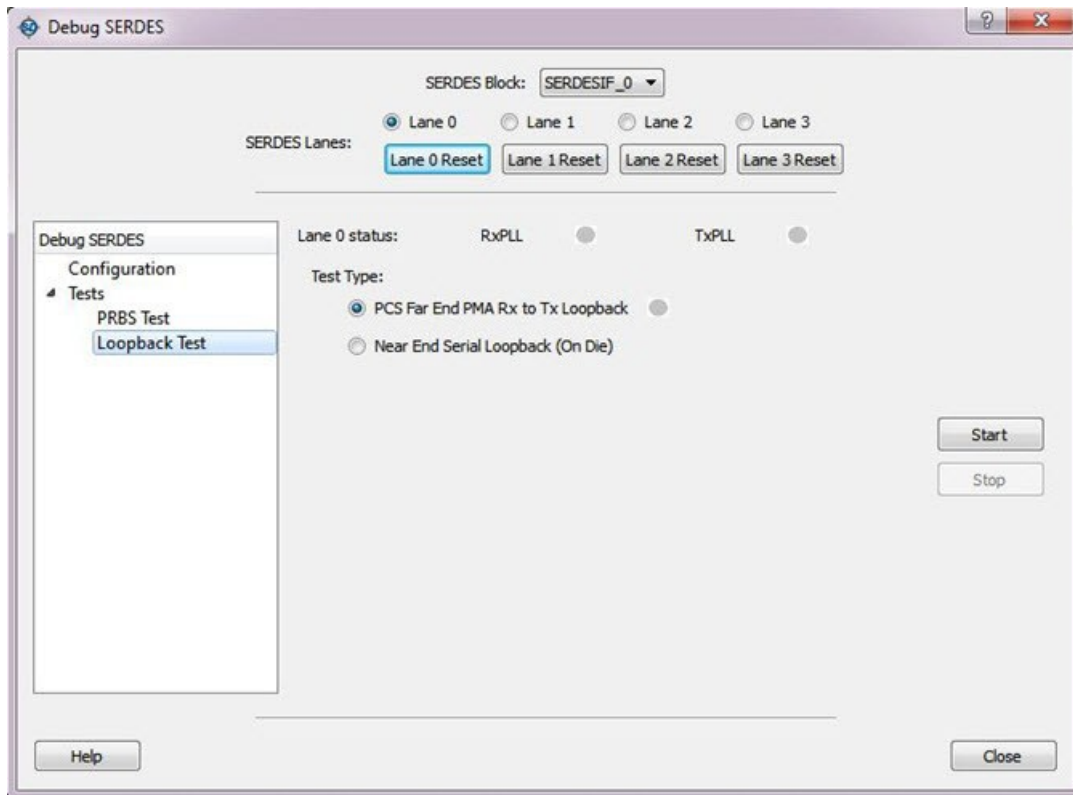 Debug SERDES
SERDES Block: SERDESIF_0
SERDES Lanes:
Lane 0 Lane 1 Lane 2 Lane 3
Lane 0 Reset Lane 1 Reset Lane 2 Reset Lane 3 Reset
Debug SERDES
Configuration
Tests
PRBS Test
Loopback Test
Lane 0 status: RxPLL TxPLL
Test Type:
PCS Far End PMA Rx to Tx Loopback
Near End Serial Loopback (On Die)
Start
Stop
Help
Close